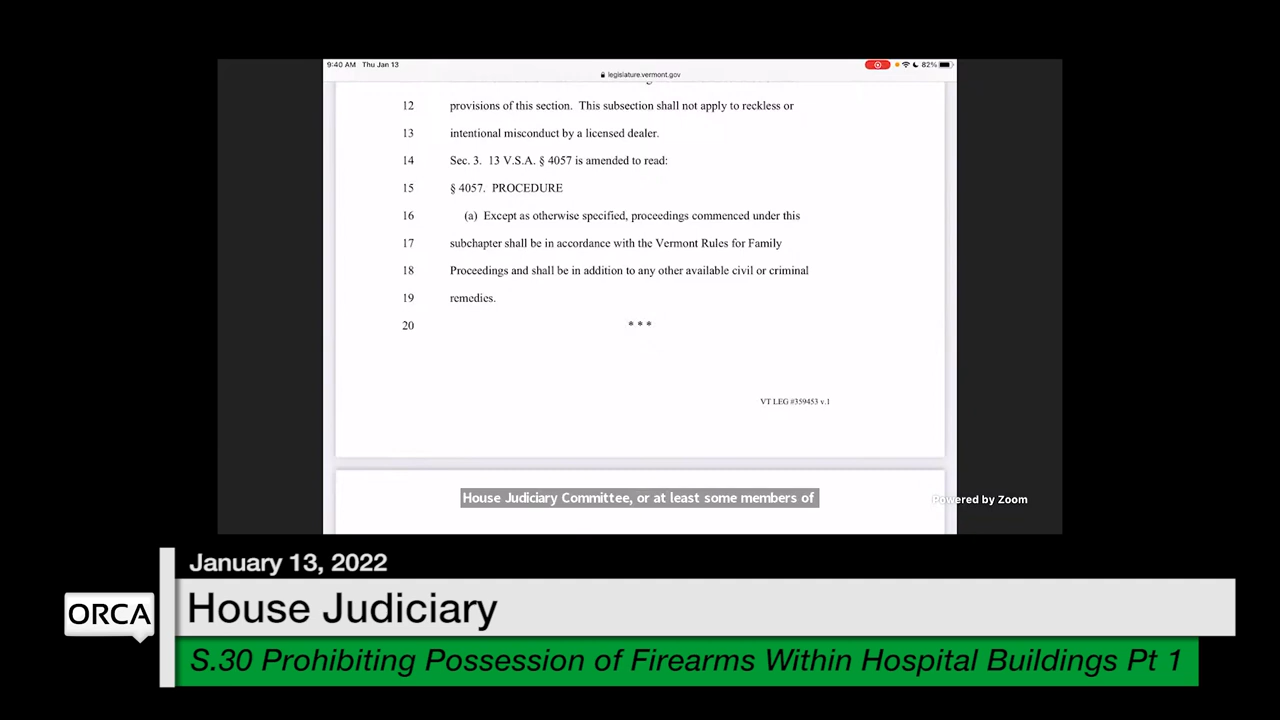 9:40 AM Thu Jan 13
82%
legislature.vermont.gov
12 provisions of this section. This subsection shall not apply to reckless or
13 intentional misconduct by a licensed dealer.
14 Sec. 3. 13 V.S.A. § 4057 is amended to read:
15 § 4057. PROCEDURE
16 (a) Except as otherwise specified, proceedings commenced under this
17 subchapter shall be in accordance with the Vermont Rules for Family
18 Proceedings and shall be in addition to any other available civil or criminal
19 remedies.
20 * * *
VT LEG #359453 v.1
House Judiciary Committee, or at least some members of
Powered by Zoom
January 13, 2022
ORCA
House Judiciary
S.30 Prohibiting Possession of Firearms Within Hospital Buildings Pt 1